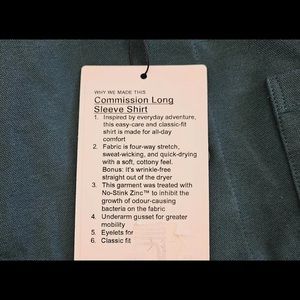 WHY WE MADE THIS
Commission Long
Sleeve Shirt
1. Inspired by everyday adventure,
this easy-care and classic-fit
shirt is made for all-day
comfort
2. Fabric is four-way stretch,
sweat-wicking, and quick-drying
with a soft, cottony feel.
Bonus: it's wrinkle-free
straight out of the dryer
3. This garment was treated with
No-Stink Zinc™ to inhibit the
growth of odour-causing
bacteria on the fabric
4. Underarm gusset for greater
mobility
5. Eyelets for
6. Classic fit